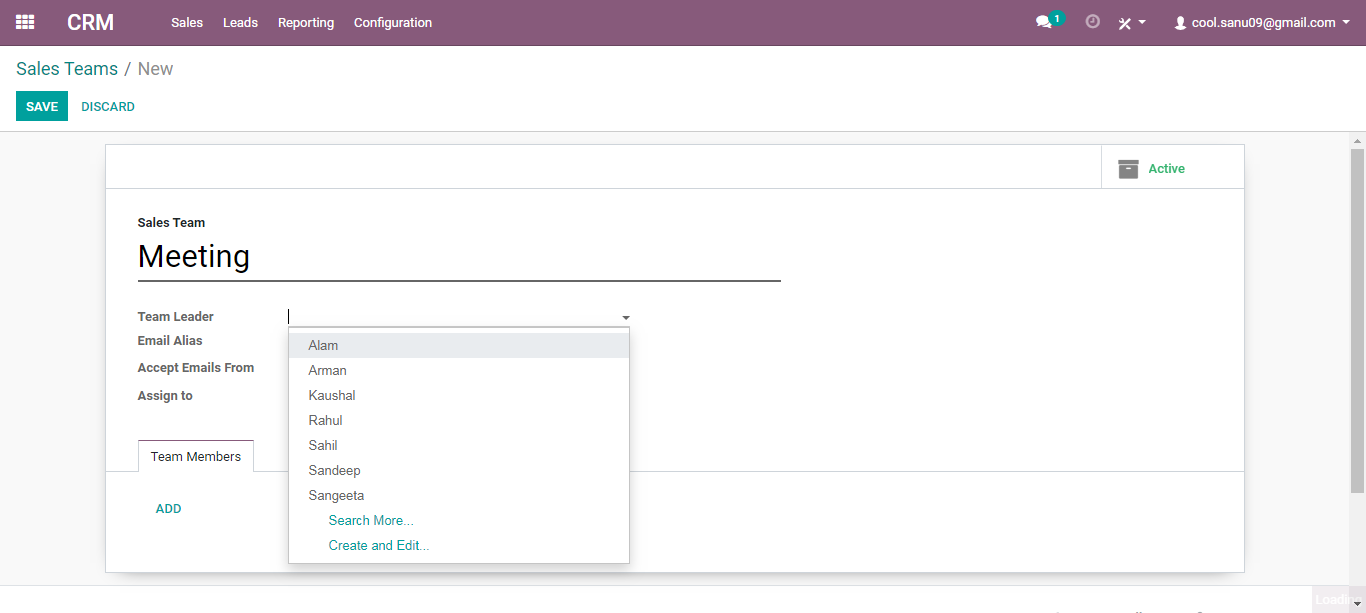 CRM Sales Leads Reporting Configuration 1 cool.sanu09@gmail.com
Sales Teams / New
SAVE DISCARD
Active
Sales Team
Meeting
Team Leader
Email Alias
Accept Emails From
Assign to
Alam
Arman
Kaushal
Rahul
Sahil
Sandeep
Sangeeta
Search More...
Create and Edit...
Team Members
ADD
Loading